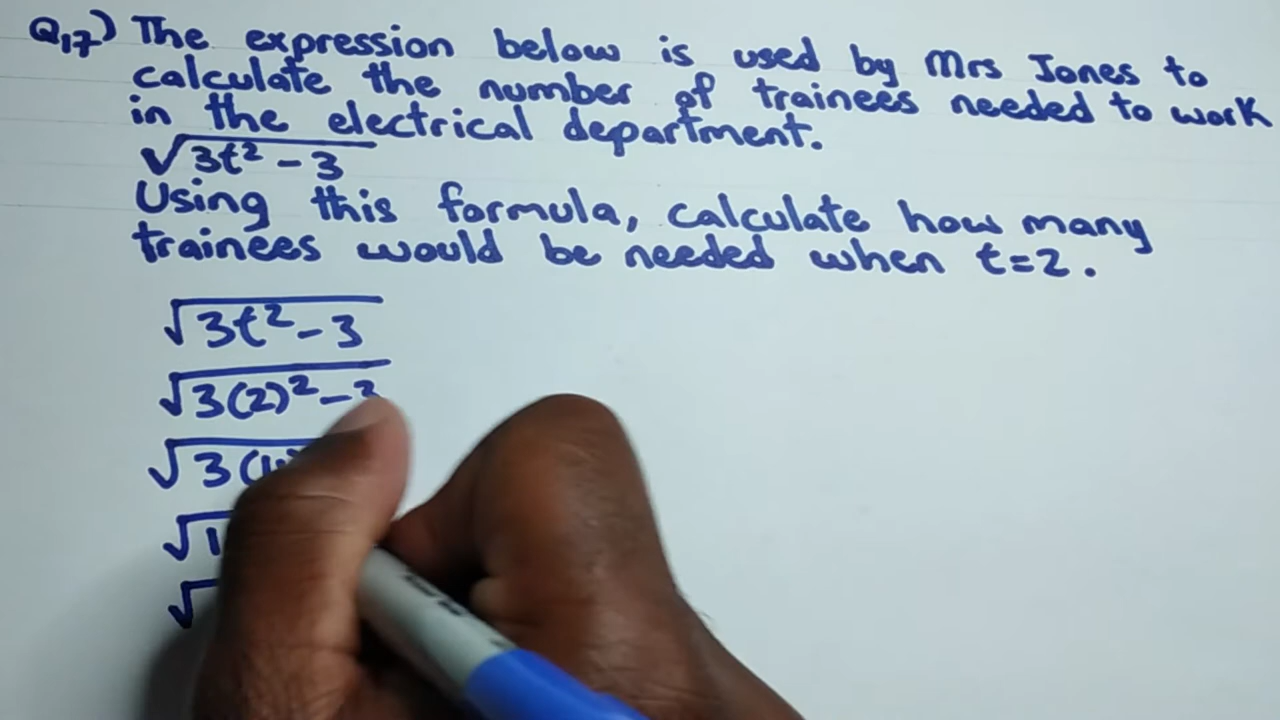 Q17) The expression below is used by Mrs Jones to
calculate the number of trainees needed to work
in the electrical department.
√3t² - 3
Using this formula, calculate how many
trainees would be needed when t=2.
√3t² - 3
√3(2)² - 3
√3(
√1
√